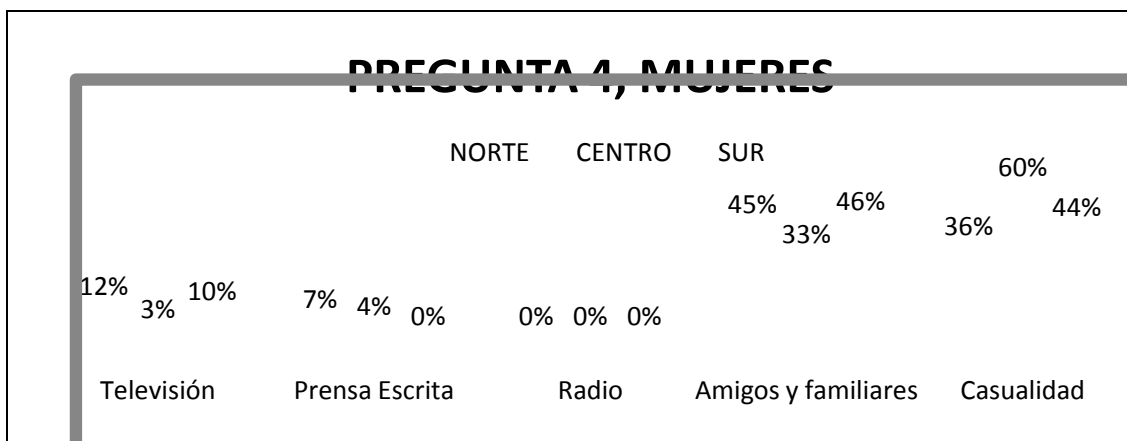 PREGUNTA 4, MUJERES
NORTE CENTRO SUR
12% 3% 10% 7% 4% 0% 0% 0% 0% 45% 33% 46% 36% 60% 44%
Televisión Prensa Escrita Radio Amigos y familiares Casualidad